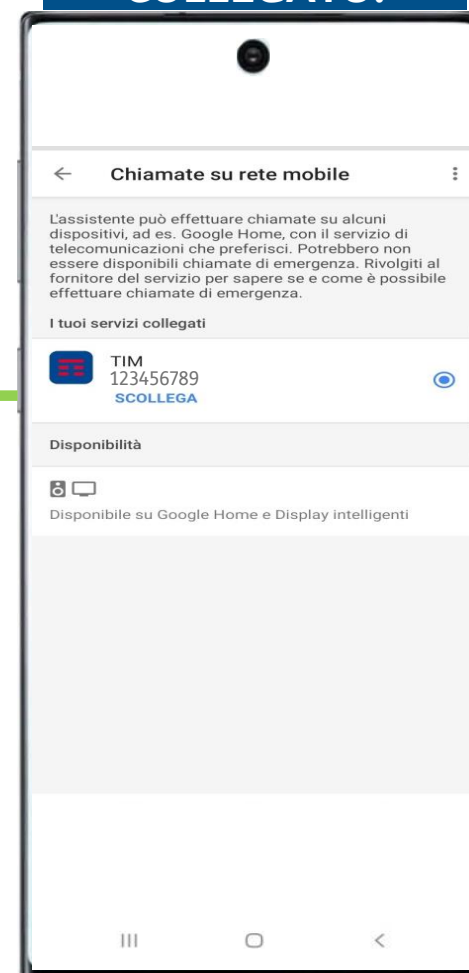 Chiamate su rete mobile
L'assistente può effettuare chiamate su alcuni
dispositivi, ad es. Google Home, con il servizio di
telecomunicazioni che preferisci. Potrebbero non
essere disponibili chiamate di emergenza. Rivolgiti al
fornitore del servizio per sapere se e come è possibile
effettuare chiamate di emergenza.
I tuoi servizi collegati
TIM
123456789
SCOLLEGA
Disponibilità
Disponibile su Google Home e Display intelligenti